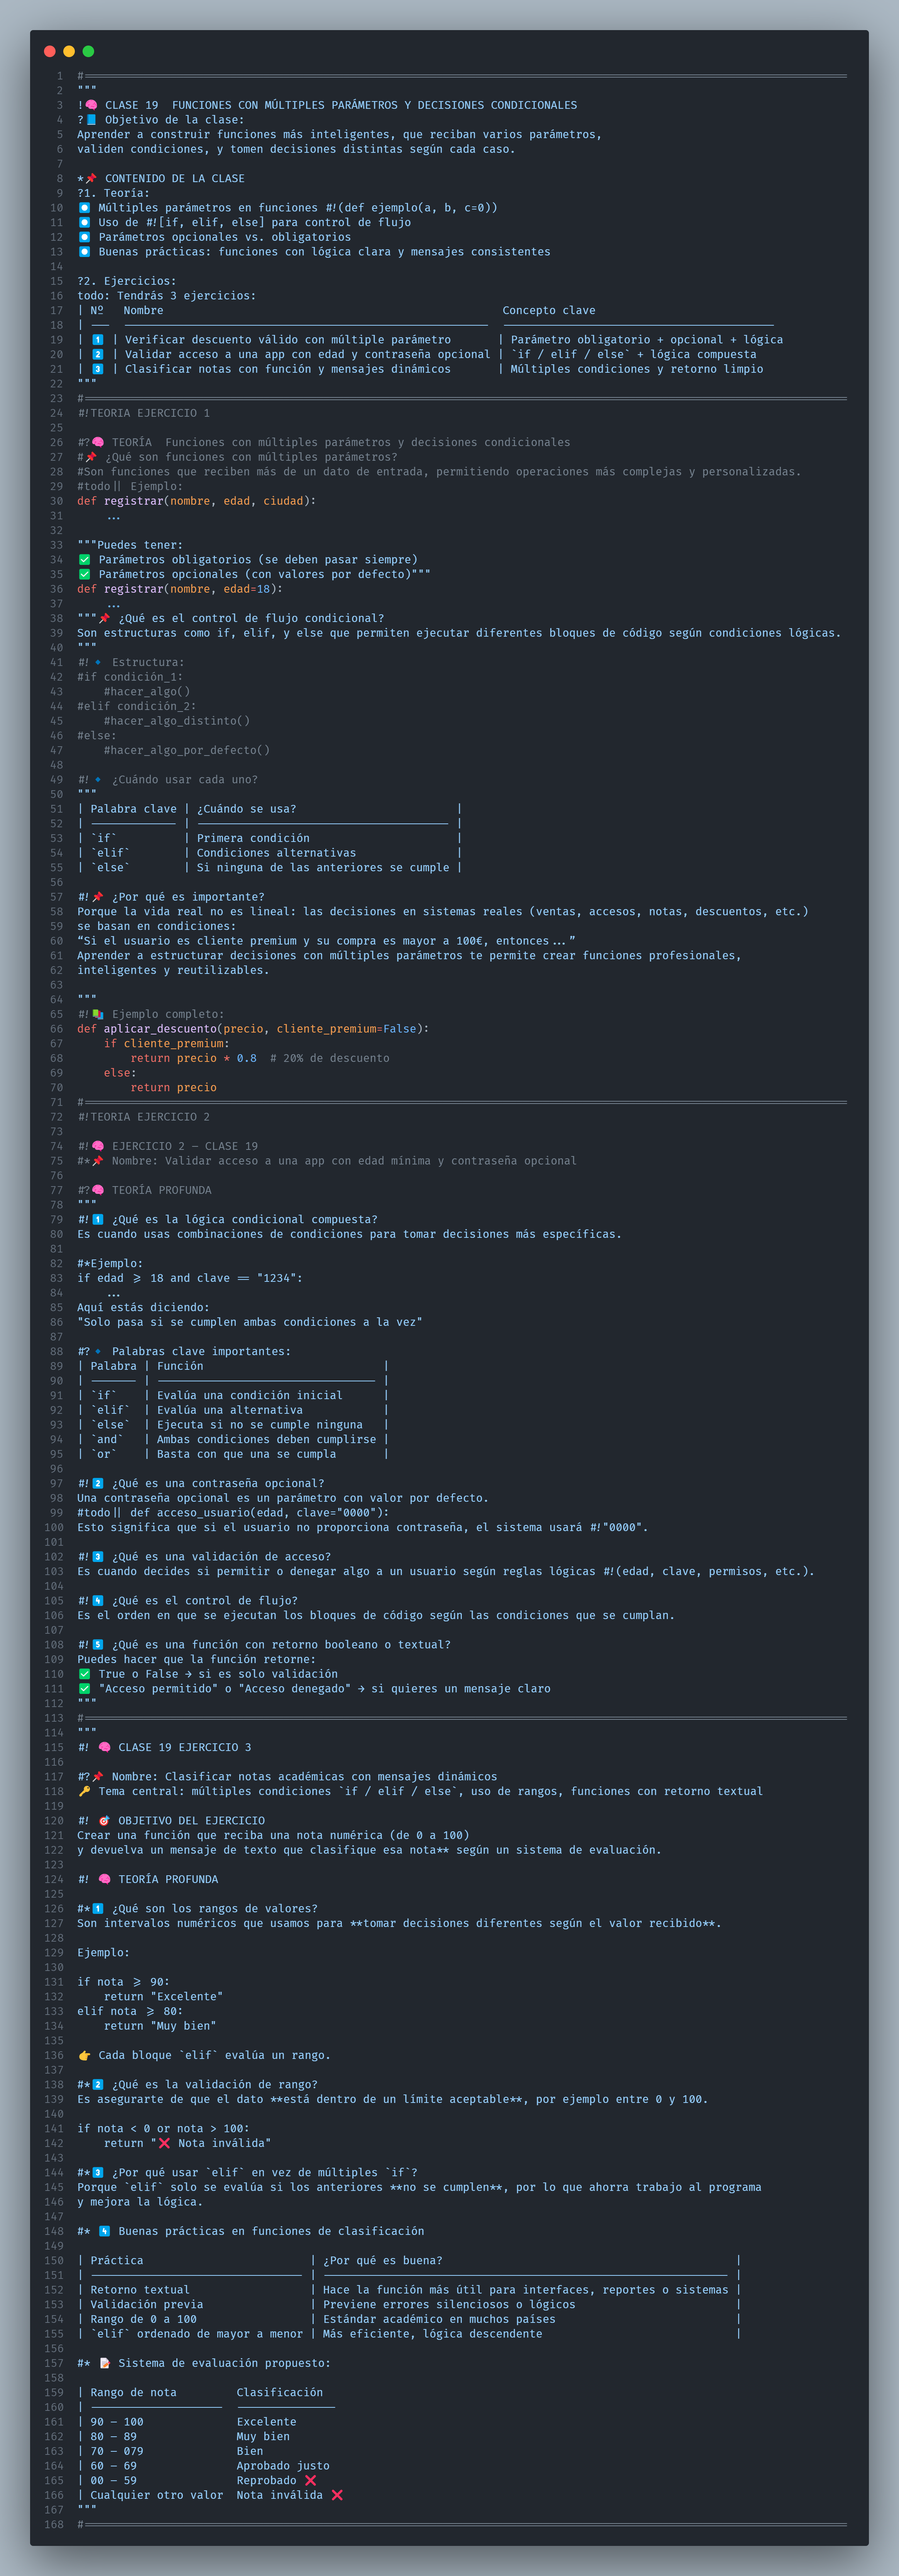 1 #==================================================================================================================
2 """
3 !🧠 CLASE 19  FUNCIONES CON MÚLTIPLES PARÁMETROS Y DECISIONES CONDICIONALES
4 ?📘 Objetivo de la clase:
5 Aprender a construir funciones más inteligentes, que reciban varios parámetros,
6 validen condiciones, y tomen decisiones distintas según cada caso.
7
8 *📌 CONTENIDO DE LA CLASE
9 ?1. Teoría:
10 ⏺️ Múltiples parámetros en funciones #!(def ejemplo(a, b, c=0))
11 ⏺️ Uso de #![if, elif, else] para control de flujo
12 ⏺️ Parámetros opcionales vs. obligatorios
13 ⏺️ Buenas prácticas: funciones con lógica clara y mensajes consistentes
14
15 ?2. Ejercicios:
16 todo: Tendrás 3 ejercicios:
17 | Nº   Nombre                                                   Concepto clave
18 | ---  -------------------------------------------------------  -----------------------------------------
19 | 1️⃣ | Verificar descuento válido con múltiple parámetro       | Parámetro obligatorio + opcional + lógica
20 | 2️⃣ | Validar acceso a una app con edad y contraseña opcional | `if / elif / else` + lógica compuesta
21 | 3️⃣ | Clasificar notas con función y mensajes dinámicos       | Múltiples condiciones y retorno limpio
22 """
23 #==================================================================================================================
24 #!TEORIA EJERCICIO 1
25
26 #?🧠 TEORÍA  Funciones con múltiples parámetros y decisiones condicionales
27 #📌 ¿Qué son funciones con múltiples parámetros?
28 #Son funciones que reciben más de un dato de entrada, permitiendo operaciones más complejas y personalizadas.
29 #todo|| Ejemplo:
30 def registrar(nombre, edad, ciudad):
31     ...
32
33 """Puedes tener:
34 ✅ Parámetros obligatorios (se deben pasar siempre)
35 ✅ Parámetros opcionales (con valores por defecto)"""
36 def registrar(nombre, edad=18):
37     ...
38 """📌 ¿Qué es el control de flujo condicional?
39 Son estructuras como if, elif, y else que permiten ejecutar diferentes bloques de código según condiciones lógicas.
40 """
41 #!🔹 Estructura:
42 #if condición_1:
43     #hacer_algo()
44 #elif condición_2:
45     #hacer_algo_distinto()
46 #else:
47     #hacer_algo_por_defecto()
48
49 #!🔹 ¿Cuándo usar cada uno?
50 """
51 | Palabra clave | ¿Cuándo se usa?                        |
52 | ------------- | -------------------------------------- |
53 | `if`          | Primera condición                      |
54 | `elif`        | Condiciones alternativas               |
55 | `else`        | Si ninguna de las anteriores se cumple |
56
57 #!📌 ¿Por qué es importante?
58 Porque la vida real no es lineal: las decisiones en sistemas reales (ventas, accesos, notas, descuentos, etc.)
59 se basan en condiciones:
60 “Si el usuario es cliente premium y su compra es mayor a 100€, entonces...”
61 Aprender a estructurar decisiones con múltiples parámetros te permite crear funciones profesionales,
62 inteligentes y reutilizables.
63
64 """
65 #!📚 Ejemplo completo:
66 def aplicar_descuento(precio, cliente_premium=False):
67     if cliente_premium:
68         return precio * 0.8  # 20% de descuento
69     else:
70         return precio
71 #==================================================================================================================
72 #!TEORIA EJERCICIO 2
73
74 #!🧠 EJERCICIO 2 – CLASE 19
75 #*📌 Nombre: Validar acceso a una app con edad mínima y contraseña opcional
76
77 #?🧠 TEORÍA PROFUNDA
78 """
79 #!1️⃣ ¿Qué es la lógica condicional compuesta?
80 Es cuando usas combinaciones de condiciones para tomar decisiones más específicas.
81
82 #*Ejemplo:
83 if edad >= 18 and clave == "1234":
84     ...
85 Aquí estás diciendo:
86 "Solo pasa si se cumplen ambas condiciones a la vez"
87
88 #?🔹 Palabras clave importantes:
89 | Palabra | Función                           |
90 | ------- | --------------------------------- |
91 | `if`    | Evalúa una condición inicial      |
92 | `elif`  | Evalúa una alternativa            |
93 | `else`  | Ejecuta si no se cumple ninguna   |
94 | `and`   | Ambas condiciones deben cumplirse |
95 | `or`    | Basta con que una se cumpla       |
96
97 #!2️⃣ ¿Qué es una contraseña opcional?
98 Una contraseña opcional es un parámetro con valor por defecto.
99 #todo|| def acceso_usuario(edad, clave="0000"):
100 Esto significa que si el usuario no proporciona contraseña, el sistema usará #!"0000".
101
102 #!3️⃣ ¿Qué es una validación de acceso?
103 Es cuando decides si permitir o denegar algo a un usuario según reglas lógicas #!(edad, clave, permisos, etc.).
104
105 #!4️⃣ ¿Qué es el control de flujo?
106 Es el orden en que se ejecutan los bloques de código según las condiciones que se cumplan.
107
108 #!5️⃣ ¿Qué es una función con retorno booleano o textual?
109 Puedes hacer que la función retorne:
110 ✅ True o False → si es solo validación
111 ✅ "Acceso permitido" o "Acceso denegado" → si quieres un mensaje claro
112 """
113 #==================================================================================================================
114 """
115 #! 🧠 CLASE 19 EJERCICIO 3
116
117 #?📌 Nombre: Clasificar notas académicas con mensajes dinámicos
118 🔑 Tema central: múltiples condiciones `if / elif / else`, uso de rangos, funciones con retorno textual
119
120 #! 🎯 OBJETIVO DEL EJERCICIO
121 Crear una función que reciba una nota numérica (de 0 a 100)
122 y devuelva un mensaje de texto que clasifique esa nota** según un sistema de evaluación.
123
124 #! 🧠 TEORÍA PROFUNDA
125
126 #*1️⃣ ¿Qué son los rangos de valores?
127 Son intervalos numéricos que usamos para **tomar decisiones diferentes según el valor recibido**.
128
129 Ejemplo:
130
131 if nota >= 90:
132     return "Excelente"
133 elif nota >= 80:
134     return "Muy bien"
135
136 👉 Cada bloque `elif` evalúa un rango.
137
138 #*2️⃣ ¿Qué es la validación de rango?
139 Es asegurarte de que el dato **está dentro de un límite aceptable**, por ejemplo entre 0 y 100.
140
141 if nota < 0 or nota > 100:
142     return "❌ Nota inválida"
143
144 #*3️⃣ ¿Por qué usar `elif` en vez de múltiples `if`?
145 Porque `elif` solo se evalúa si los anteriores **no se cumplen**, por lo que ahorra trabajo al programa
146 y mejora la lógica.
147
148 #* 4️⃣ Buenas prácticas en funciones de clasificación
149
150 | Práctica                         | ¿Por qué es buena?                                            |
151 | -------------------------------- | ------------------------------------------------------------- |
152 | Retorno textual                  | Hace la función más útil para interfaces, reportes o sistemas |
153 | Validación previa                | Previene errores silenciosos o lógicos                        |
154 | Rango de 0 a 100                 | Estándar académico en muchos países                           |
155 | `elif` ordenado de mayor a menor | Más eficiente, lógica descendente                             |
156
157 #* 📝 Sistema de evaluación propuesto:
158
159 | Rango de nota         Clasificación
160 | --------------------  ---------------
161 | 90 – 100              Excelente
162 | 80 – 89               Muy bien
163 | 70 – 079              Bien
164 | 60 – 69               Aprobado justo
165 | 00 – 59               Reprobado ❌
166 | Cualquier otro valor  Nota inválida ❌
167 """
168 #==================================================================================================================